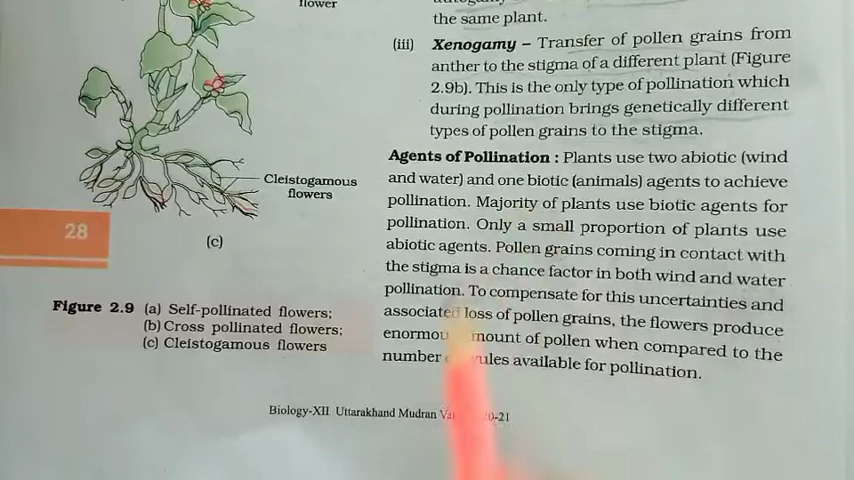 flower
the same plant.
(iii) Xenogamy – Transfer of pollen grains from
anther to the stigma of a different plant (Figure
2.9b). This is the only type of pollination which
during pollination brings genetically different
types of pollen grains to the stigma.
Agents of Pollination : Plants use two abiotic (wind
and water) and one biotic (animals) agents to achieve
pollination. Majority of plants use biotic agents for
pollination. Only a small proportion of plants use
abiotic agents. Pollen grains coming in contact with
the stigma is a chance factor in both wind and water
pollination. To compensate for this uncertainties and
associated loss of pollen grains, the flowers produce
amount of pollen when compared to the
number available for pollination.
Cleistogamous
flowers
(c)
28
Figure 2.9 (a) Self-pollinated flowers;
(b) Cross pollinated flowers;
(c) Cleistogamous flowers
Biology-XII Uttarakhand Mudran